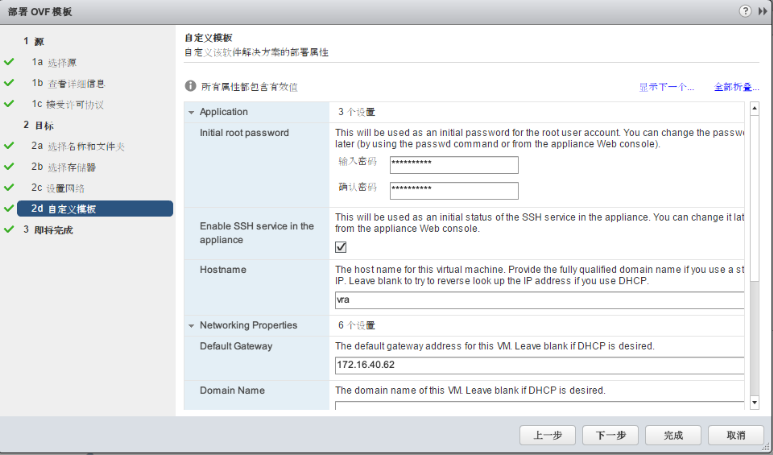 部署 OVF 模板
1 源
1a 选择源
1b 查看详细信息
1c 接受许可协议
2 目标
2a 选择名称和文件夹
2b 选择存储器
2c 设置网络
2d 自定义模板
3 即将完成
自定义模板
自定义该软件解决方案的部署属性
所有属性都包含有效值
显示下一个...
全部折叠...
Application
3 个设置
Initial root password
This will be used as an initial password for the root user account. You can change the passwo
later (by using the passwd command or from the appliance Web console).
输入密码
**********
确认密码
**********
Enable SSH service in the
appliance
This will be used as an initial status of the SSH service in the appliance. You can change it lat
from the appliance Web console.
Hostname
The host name for this virtual machine. Provide the fully qualified domain name if you use a st
IP. Leave blank to try to reverse look up the IP address if you use DHCP.
vra
Networking Properties
6 个设置
Default Gateway
The default gateway address for this VM. Leave blank if DHCP is desired.
172.16.40.62
Domain Name
The domain name of this VM. Leave blank if DHCP is desired.
上一步
下一步
完成
取消